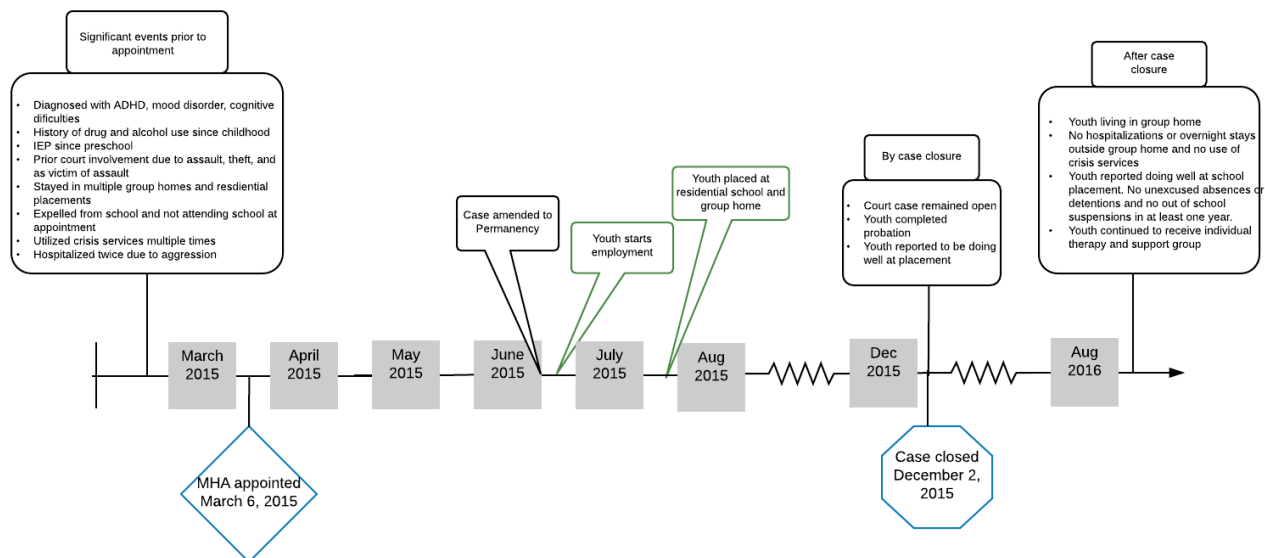 Significant events prior to
appointment
• Diagnosed with ADHD, mood disorder, cognitive
dificulties
• History of drug and alcohol use since childhood
• IEP since preschool
• Prior court involvement due to assault, theft, and
as victim of assault
• Stayed in multiple group homes and resdiential
placements
• Expelled from school and not attending school at
appointment
• Utilized crisis services multiple times
• Hospitalized twice due to aggression
Case amended to
Permanency
Youth starts
employment
Youth placed at
residential school and
group home
By case closure
• Court case remained open
• Youth completed
probation
• Youth reported to be doing
well at placement
After case
closure
• Youth living in group home
• No hospitalizations or overnight stays
outside group home and no use of
crisis services
• Youth reported doing well at school
placement. No unexcused absences or
detentions and no out of school
suspensions in at least one year.
• Youth continued to receive individual
therapy and support group
March
2015
April
2015
May
2015
June
2015
July
2015
Aug
2015
Dec
2015
Aug
2016
MHA appointed
March 6, 2015
Case closed
December 2,
2015